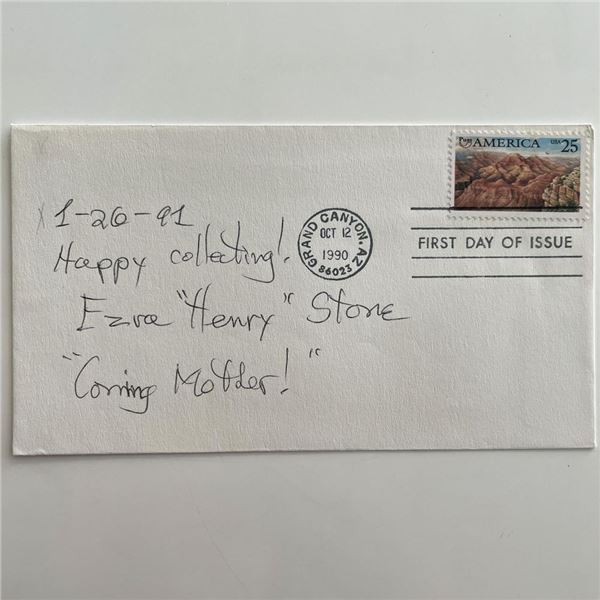 PUAS AMERICA USA 25
GRAND CANYON, AZ
OCT 12
1990
86023
FIRST DAY OF ISSUE
1-26-91
Happy collecting!
Ezra "Henry" Stone
"Coming Mother!"